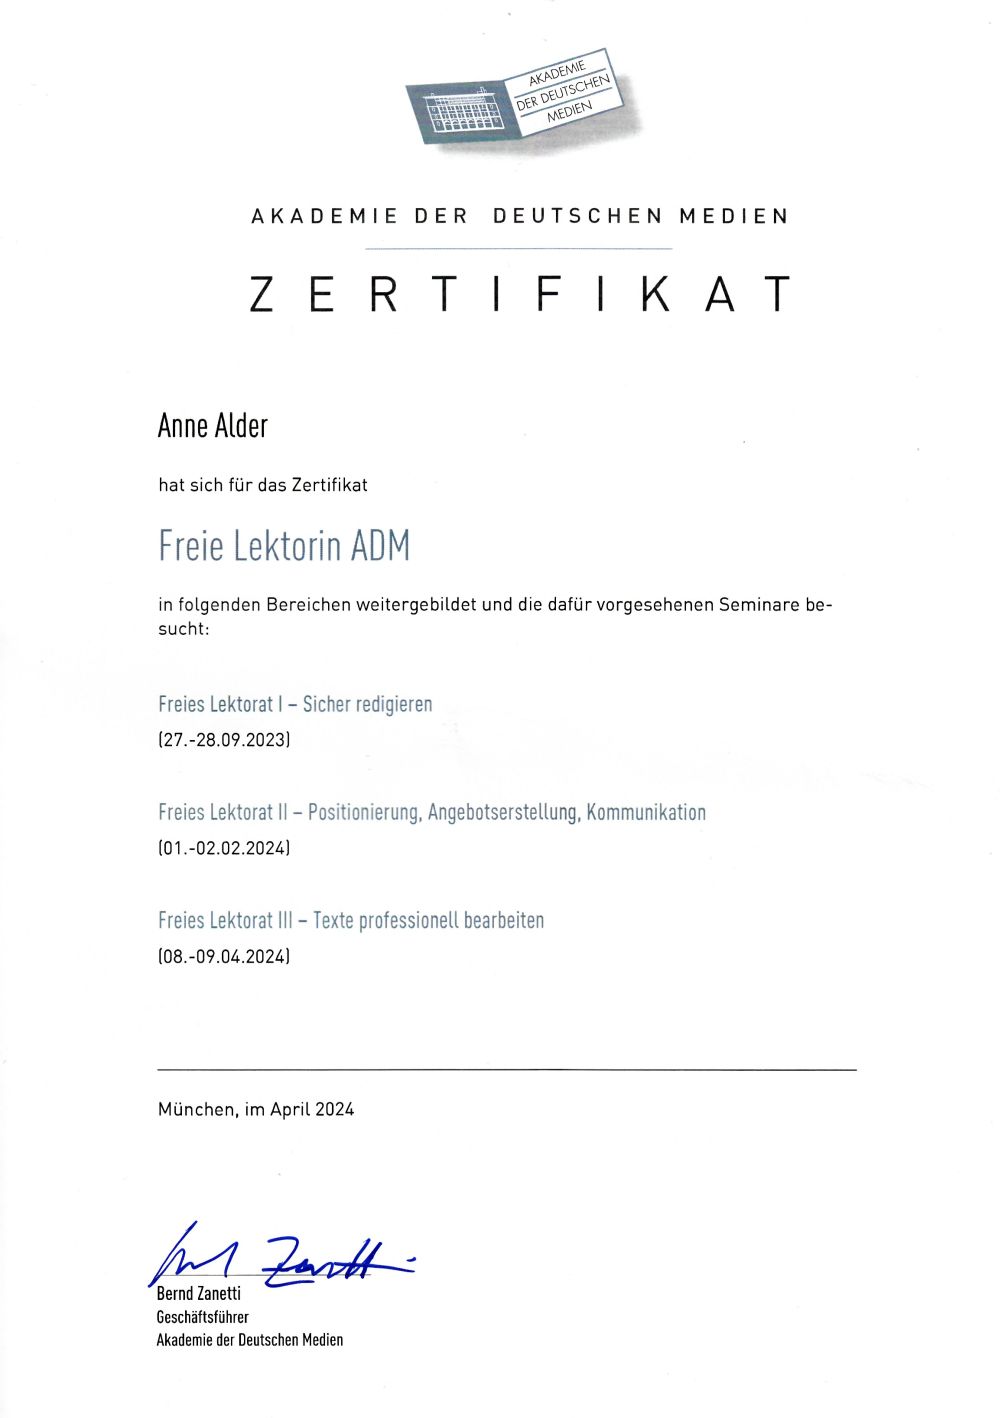 AKADEMIE
DER DEUTSCHEN
MEDIEN
AKADEMIE DER DEUTSCHEN MEDIEN
ZERTIFIKAT
Anne Alder
hat sich für das Zertifikat
Freie Lektorin ADM
in folgenden Bereichen weitergebildet und die dafür vorgesehenen Seminare be-
sucht:
Freies Lektorat I – Sicher redigieren
(27.-28.09.2023)
Freies Lektorat II – Positionierung, Angebotserstellung, Kommunikation
(01.-02.02.2024)
Freies Lektorat III – Texte professionell bearbeiten
(08.-09.04.2024)
München, im April 2024
Bernd Zanetti
Geschäftsführer
Akademie der Deutschen Medien